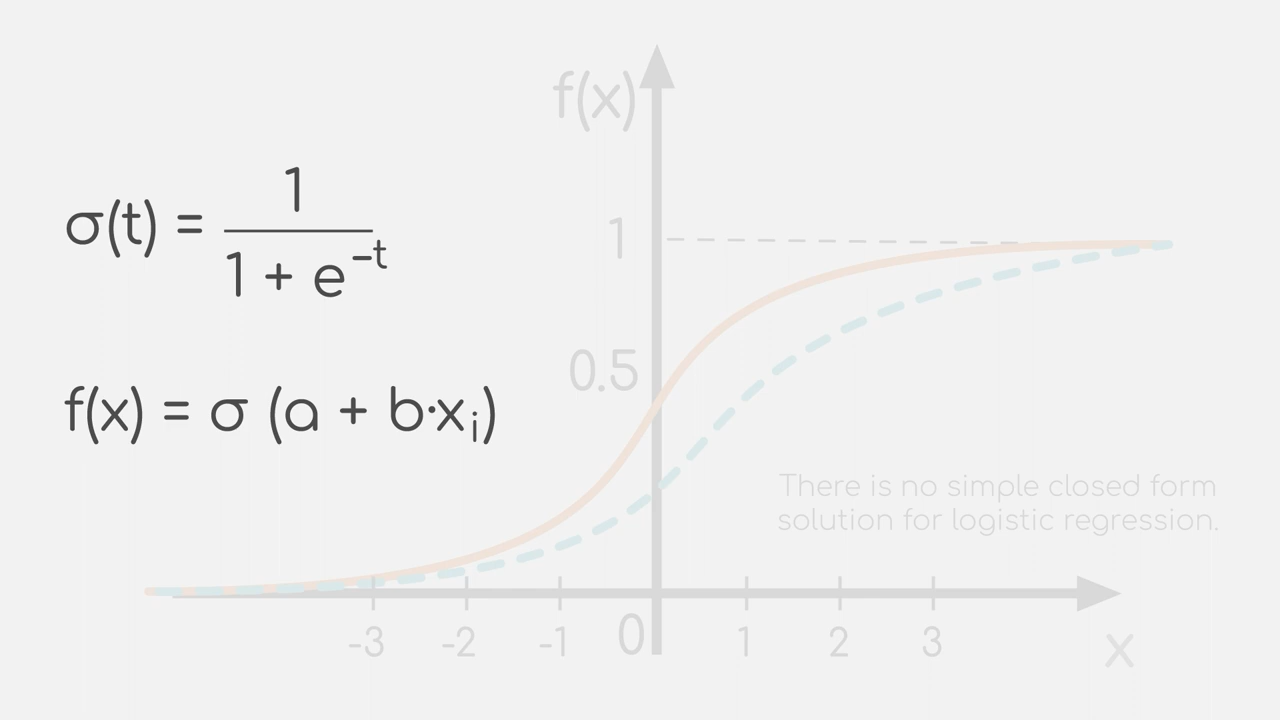 f(x)
σ(t) = 1 / (1 + e^(-t))
1
0.5
f(x) = σ (a + b·xᵢ)
There is no simple closed form
solution for logistic regression.
-3 -2 -1 0 1 2 3
x